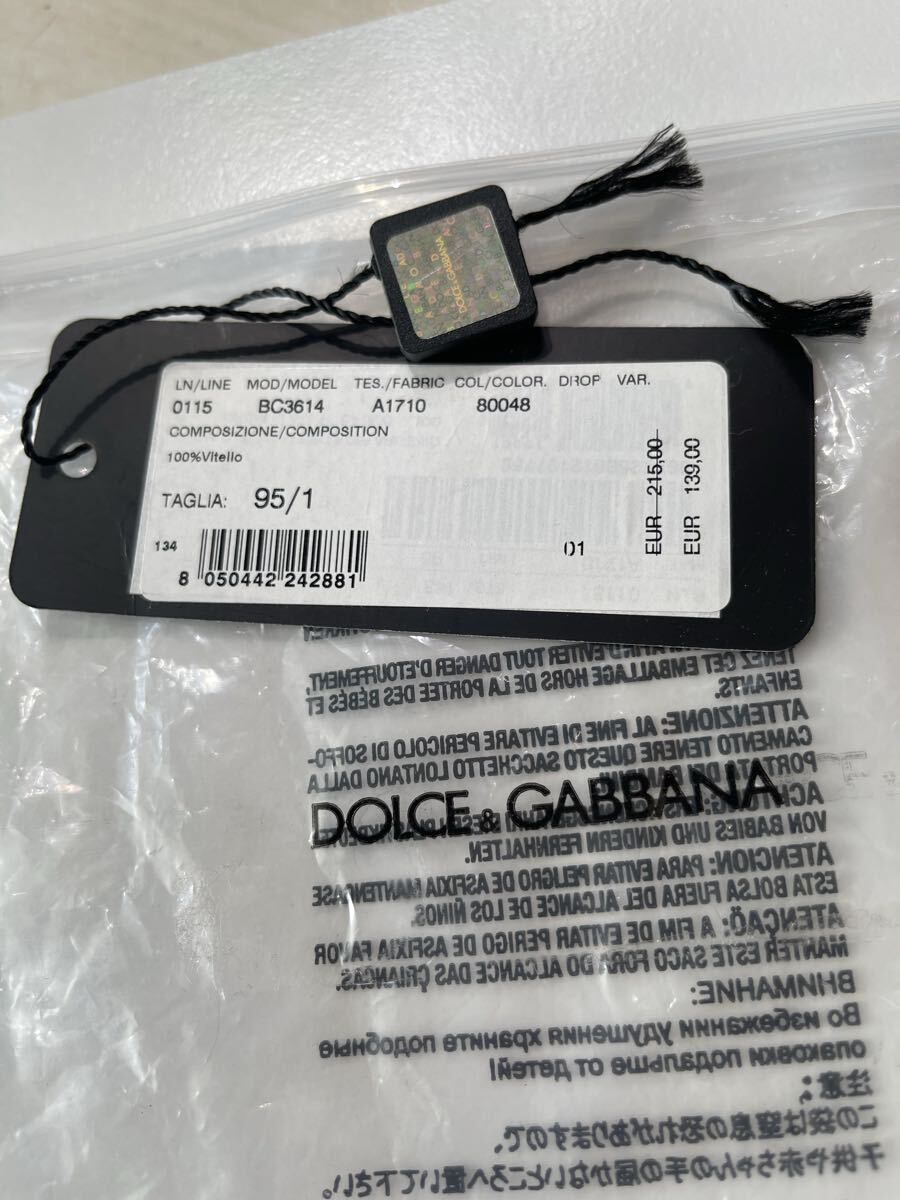 DOLCE&GABBANA
LN/LINE MOD/MODEL TES./FABRIC COL/COLOR. DROP VAR.
0115 BC3614 A1710 80048
COMPOSIZIONE/COMPOSITION
100%Vitello
TAGLIA: 95/1
134
8 050442 242881
01
EUR 215,00
EUR 139,00
TENEZ CET EMBALLAGE HORS DE LA PORTEE DES BÉBÉS ET
ENFANTS.
ATTENZIONE: AL FINE DI EVITARE PERICOLO DI SOFFO-
CAMENTO TENERE QUESTO SACCHETTO LONTANO DALLA
DOLCE & GABBANA
VON BABIES UND KINDERN FERNHALTEN.
ATENCION: PARA EVITAR PELIGRO DE ASFIXIA MANTENGASE
ESTA BOLSA FUERA DEL ALCANCE DE LOS NIÑOS.
ATENÇAÕ: A FIM DE EVITAR PERIGO DE ASFIXIA FAVOR
MANTER ESTE SACO FORA DO ALCANCE DAS CRIANÇAS.
ВНИМАНИЕ:
Во избежании удушения храните подобные
опаковки подальше от детей!
注意:
この袋は窒息の恐れがありますので、
子供や赤ちゃんの手の届かないところへ置いて下さい。